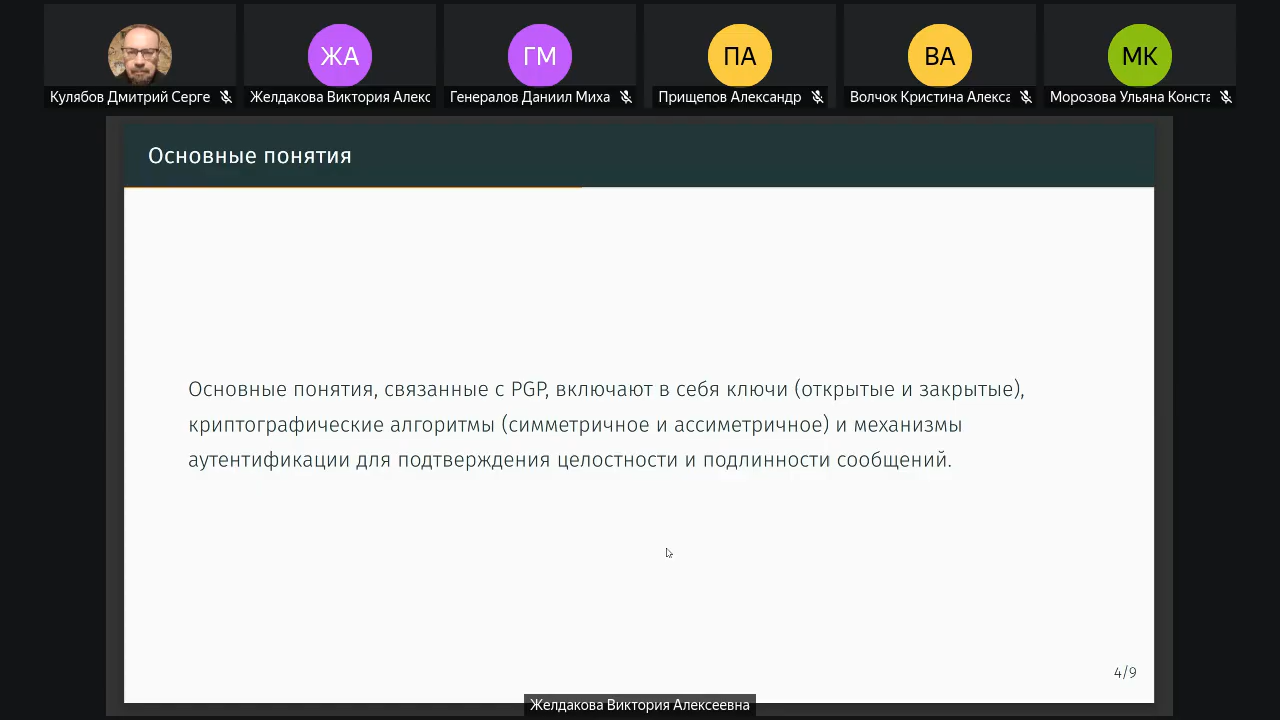 ЖА
ГМ
ПА
ВА
МК
Кулябов Дмитрий Серге
Желдакова Виктория Алекс
Генералов Даниил Миха
Прищепов Александр
Волчок Кристина Алекса
Морозова Ульяна Конста
Основные понятия
Основные понятия, связанные с PGP, включают в себя ключи (открытые и закрытые),
криптографические алгоритмы (симметричное и ассиметричное) и механизмы
аутентификации для подтверждения целостности и подлинности сообщений.
4/9
Желдакова Виктория Алексеевна